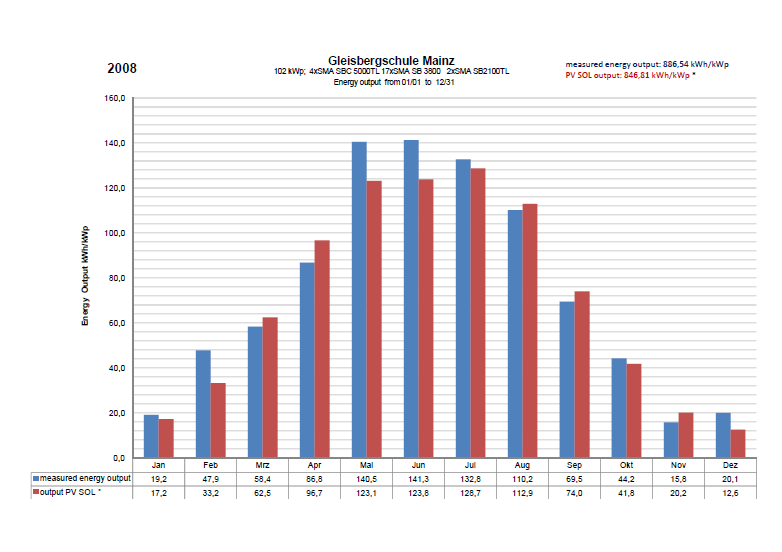 2008
Gleisbergschule Mainz
102 kWp; 4xSMA SBC 5000TL 17xSMA SB 3800 2xSMA SB2100TL
Energy output from 01/01 to 12/31
measured energy output: 886,54 kWh/kWp
PV SOL output: 846,81 kWh/kWp *
Energy Output kWh/kWp
160,0
140,0
120,0
100,0
80,0
60,0
40,0
20,0
0,0
Jan Feb Mrz Apr Mai Jun Jul Aug Sep Okt Nov Dez
measured energy output 19,2 47,9 58,4 86,8 140,5 141,3 132,8 110,2 69,5 44,2 15,8 20,1
output PV SOL * 17,2 33,2 62,5 96,7 123,1 123,8 128,7 112,9 74,0 41,8 20,2 12,6